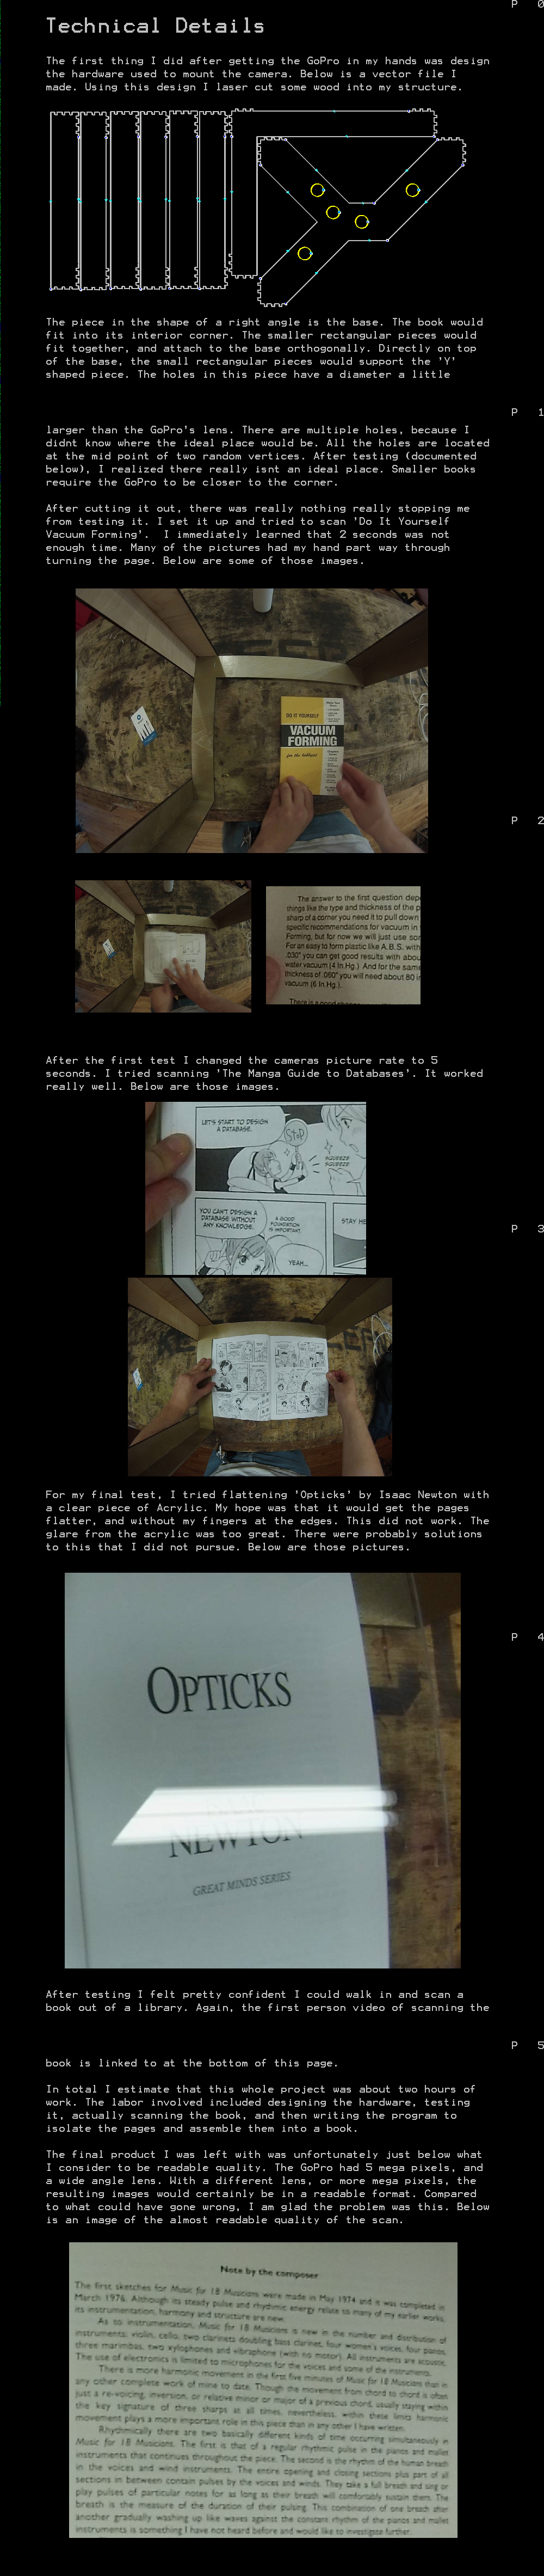 P 0
Technical Details
The first thing I did after getting the GoPro in my hands was design
the hardware used to mount the camera. Below is a vector file I
made. Using this design I laser cut some wood into my structure.
The piece in the shape of a right angle is the base. The book would
fit into its interior corner. The smaller rectangular pieces would
fit together, and attach to the base orthogonally. Directly on top
of the base, the small rectangular pieces would support the 'Y'
shaped piece. The holes in this piece have a diameter a little
P 1
larger than the GoPro's lens. There are multiple holes, because I
didnt know where the ideal place would be. All the holes are located
at the mid point of two random vertices. After testing (documented
below), I realized there really isnt an ideal place. Smaller books
require the GoPro to be closer to the corner.
After cutting it out, there was really nothing really stopping me
from testing it. I set it up and tried to scan 'Do It Yourself
Vacuum Forming'.  I immediately learned that 2 seconds was not
enough time. Many of the pictures had my hand part way through
turning the page. Below are some of those images.
DO IT YOURSELF
VACUUM
FORMING
for the hobbyist
P 2
The answer to the first question dep
things like the type and thickness of the p
sharp of a corner you need it to pull down
specific recommendations for vacuum in
Forming, but for now we will just use sor
For an easy to form plastic like A.B.S. with
.030" you can get good results with abou
water vacuum (4 In.Hg.) And for the same
thickness of .060" you will need about 80 i
vacuum (6 In.Hg.).
There is a good
After the first test I changed the cameras picture rate to 5
seconds. I tried scanning 'The Manga Guide to Databases'. It worked
really well. Below are those images.
LET'S START TO DESIGN
A DATABASE.
STOP
SQUEEZE
SQUEEZE
YOU CAN'T DESIGN A
DATABASE WITHOUT
ANY KNOWLEDGE.
A GOOD
FOUNDATION
IS IMPORTANT.
STAY HE
YEAH...
P 3
For my final test, I tried flattening 'Opticks' by Isaac Newton with
a clear piece of Acrylic. My hope was that it would get the pages
flatter, and without my fingers at the edges. This did not work. The
glare from the acrylic was too great. There were probably solutions
to this that I did not pursue. Below are those pictures.
P 4
OPTICKS
NEWTON
GREAT MINDS SERIES
After testing I felt pretty confident I could walk in and scan a
book out of a library. Again, the first person video of scanning the
P 5
book is linked to at the bottom of this page.
In total I estimate that this whole project was about two hours of
work. The labor involved included designing the hardware, testing
it, actually scanning the book, and then writing the program to
isolate the pages and assemble them into a book.
The final product I was left with was unfortunately just below what
I consider to be readable quality. The GoPro had 5 mega pixels, and
a wide angle lens. With a different lens, or more mega pixels, the
resulting images would certainly be in a readable format. Compared
to what could have gone wrong, I am glad the problem was this. Below
is an image of the almost readable quality of the scan.
Note by the composer
The first sketches for Music for 18 Musicians were made in May 1974 and it was completed in
March 1976. Although its steady pulse and rhythmic energy relate to many of my earlier works,
its instrumentation, harmony and structure are new.
As to instrumentation, Music for 18 Musicians is new in the number and distribution of
instruments: violin, cello, two clarinets doubling bass clarinet, four women's voices, four pianos,
three marimbas, two xylophones and vibraphone (with no motor). All instruments are acoustic.
The use of electronics is limited to microphones for the voices and some of the instruments.
There is more harmonic movement in the first five minutes of Music for 18 Musicians than in
any other complete work of mine to date. Though the movement from chord to chord is often
just a re-voicing, inversion, or relative minor or major of a previous chord, usually staying within
the key signature of three sharps at all times, nevertheless, within these limits harmonic
movement plays a more important role in this piece than in any other I have written.
Rhythmically there are two basically different kinds of time occurring simultaneously in
Music for 18 Musicians. The first is that of a regular rhythmic pulse in the pianos and mallet
instruments that continues throughout the piece. The second is the rhythm of the human breath
in the voices and wind instruments. The entire opening and closing sections plus part of all
sections in between contain pulses by the voices and winds. They take a full breath and sing or
play pulses of particular notes for as long as their breath will comfortably sustain them. The
breath is the measure of the duration of their pulsing. This combination of one breath after
another gradually washing up like waves against the constant rhythm of the pianos and mallet
instruments is something I have not heard before and would like to investigate further.